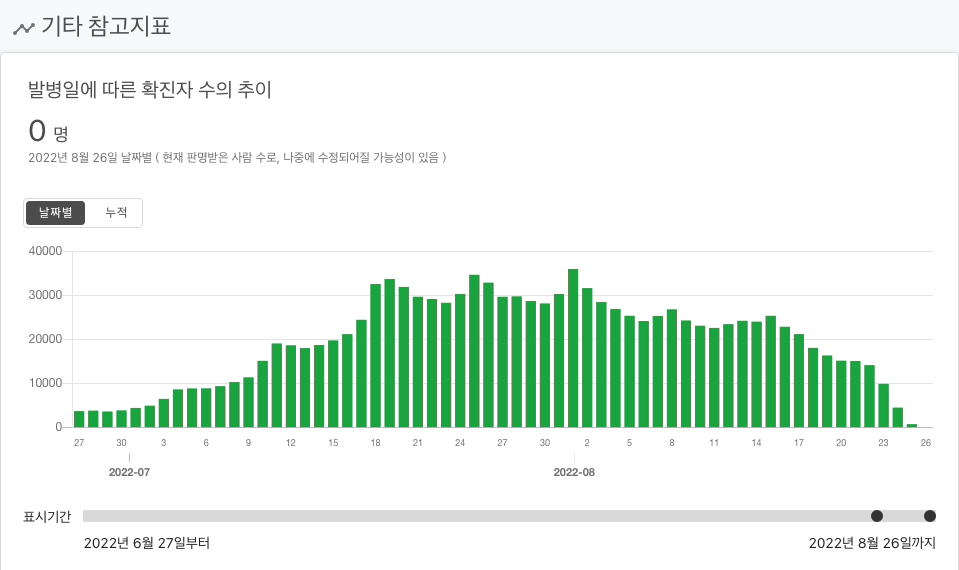 기타 참고지표
발병일에 따른 확진자 수의 추이
0 명
2022년 8월 26일 날짜별 ( 현재 판명받은 사람 수로, 나중에 수정되어질 가능성이 있음 )
날짜별 누적
40000
30000
20000
10000
0
27 30 3 6 9 12 15 18 21 24 27 30 2 5 8 11 14 17 20 23 26
2022-07 2022-08
표시기간
2022년 6월 27일부터 2022년 8월 26일까지